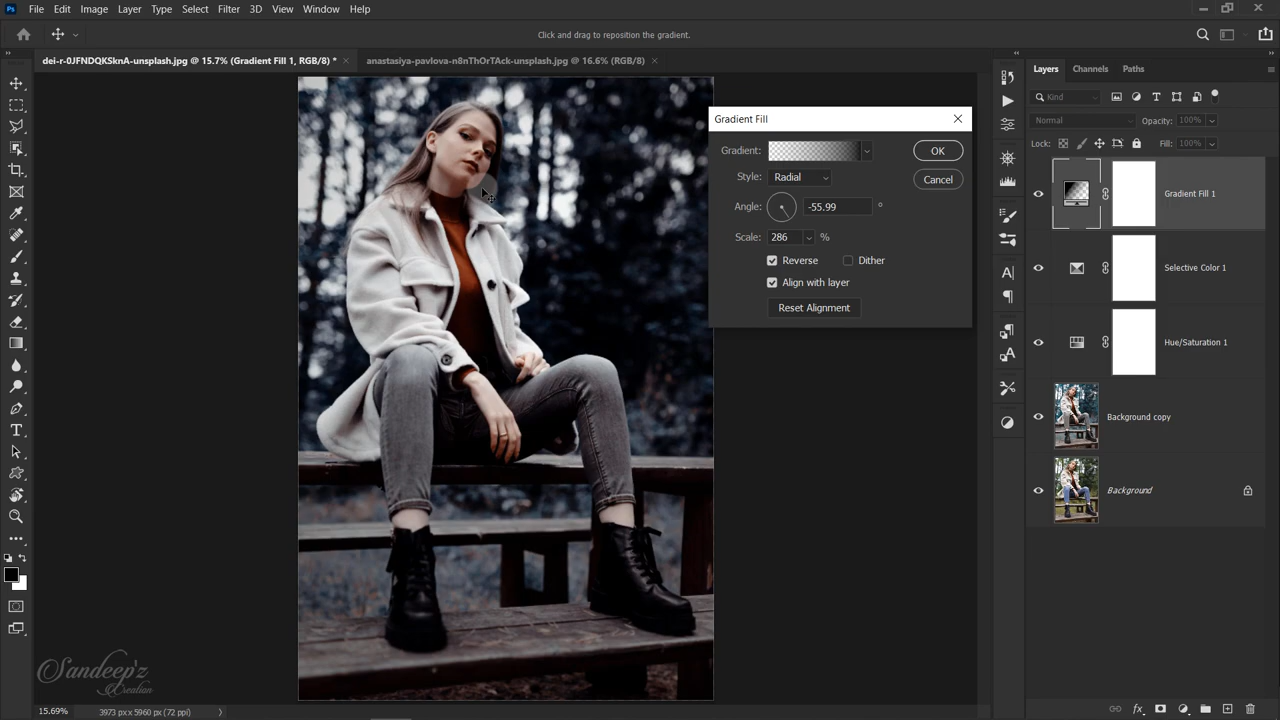 Ps File Edit Image Layer Type Select Filter 3D View Window Help
Click and drag to reposition the gradient.
dei-r-0JFNDQKSknA-unsplash.jpg @ 15.7% (Gradient Fill 1, RGB/8) *
anastasiya-pavlova-n8nThOrTAck-unsplash.jpg @ 16.6% (RGB/8)
Gradient Fill
Gradient:
OK
Style: Radial
Cancel
Angle: -55.99 °
Scale: 286 %
Reverse Dither
Align with layer
Reset Alignment
Layers Channels Paths
Kind
Normal Opacity: 100%
Lock: Fill: 100%
Gradient Fill 1
Selective Color 1
Hue/Saturation 1
Background copy
Background
Sandeep'z
Creation
15.69% 3973 px x 5960 px (72 ppi)